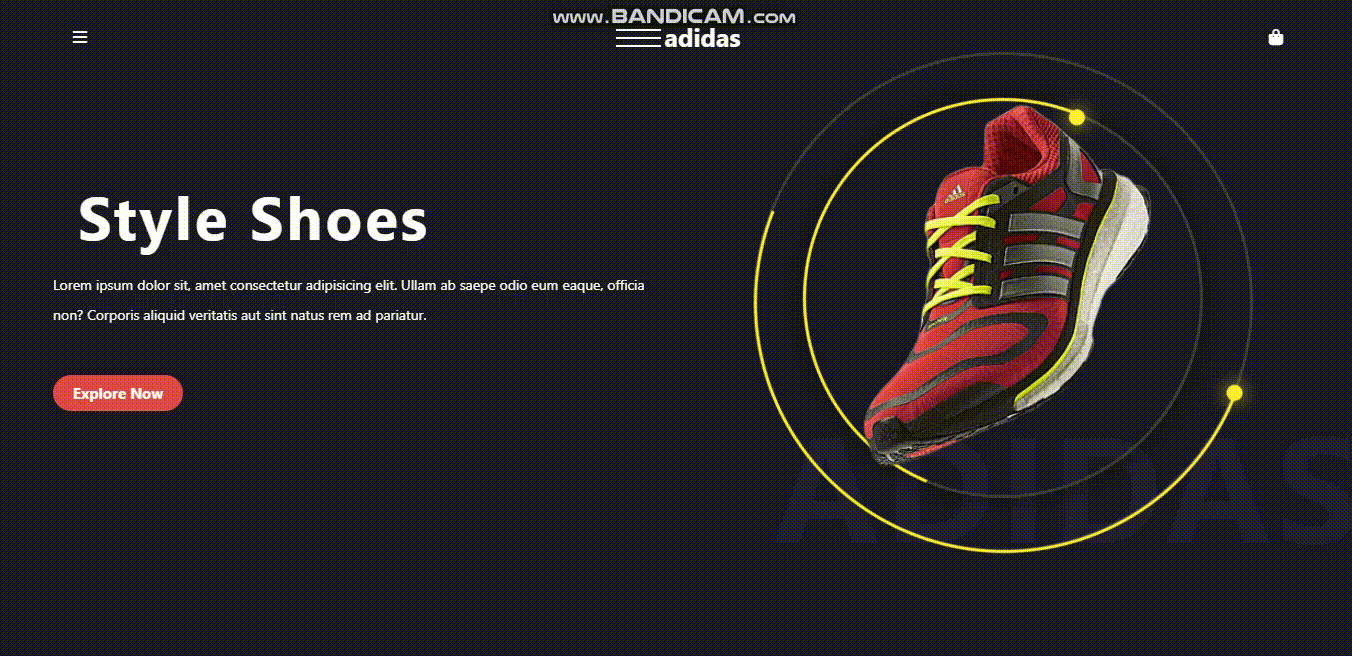 www.BANDICAM.com
adidas
Style Shoes
Lorem ipsum dolor sit, amet consectetur adipisicing elit. Ullam ab saepe odio eum eaque, officia
non? Corporis aliquid veritatis aut sint natus rem ad pariatur.
Explore Now
ADIDAS